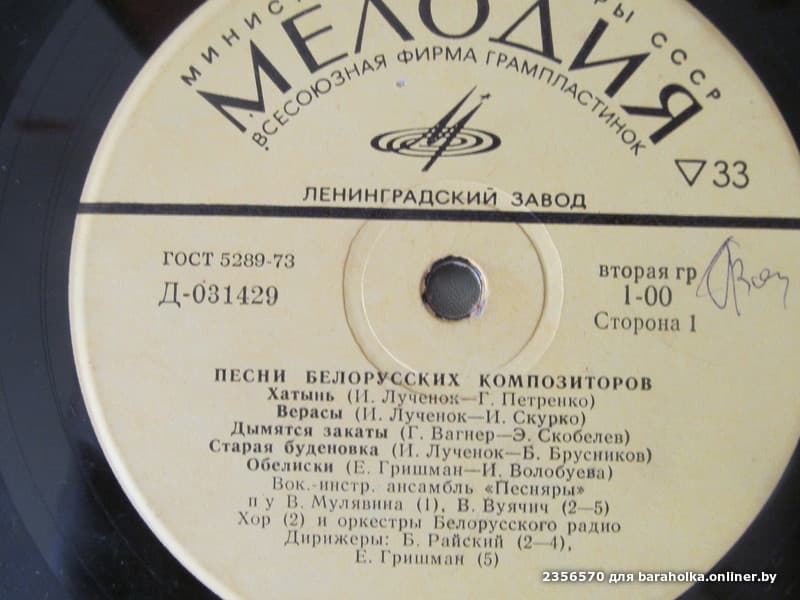 МИНИС РЫ СССР
МЕЛОДИЯ
ВСЕСОЮЗНАЯ ФИРМА ГРАМПЛАСТИНОК
▽33
ЛЕНИНГРАДСКИЙ ЗАВОД
ГОСТ 5289-73
Д-031429
вторая гр
1-00
Сторона 1
ПЕСНИ БЕЛОРУССКИХ КОМПОЗИТОРОВ
Хатынь (И. Лученок—Г. Петренко)
Верасы (И. Лученок—И. Скурко)
Дымятся закаты (Г. Вагнер—Э. Скобелев)
Старая буденовка (И. Лученок—Б. Брусников)
Обелиски (Е. Гришман—И. Волобуева)
Вок.-инстр. ансамбль «Песняры»
п/у В. Мулявина (1), В. Вуячич (2—5)
Хор (2) и оркестры Белорусского радио
Дирижеры: Б. Райский (2—4),
Е. Гришман (5)
2356570 для baraholka.onliner.by